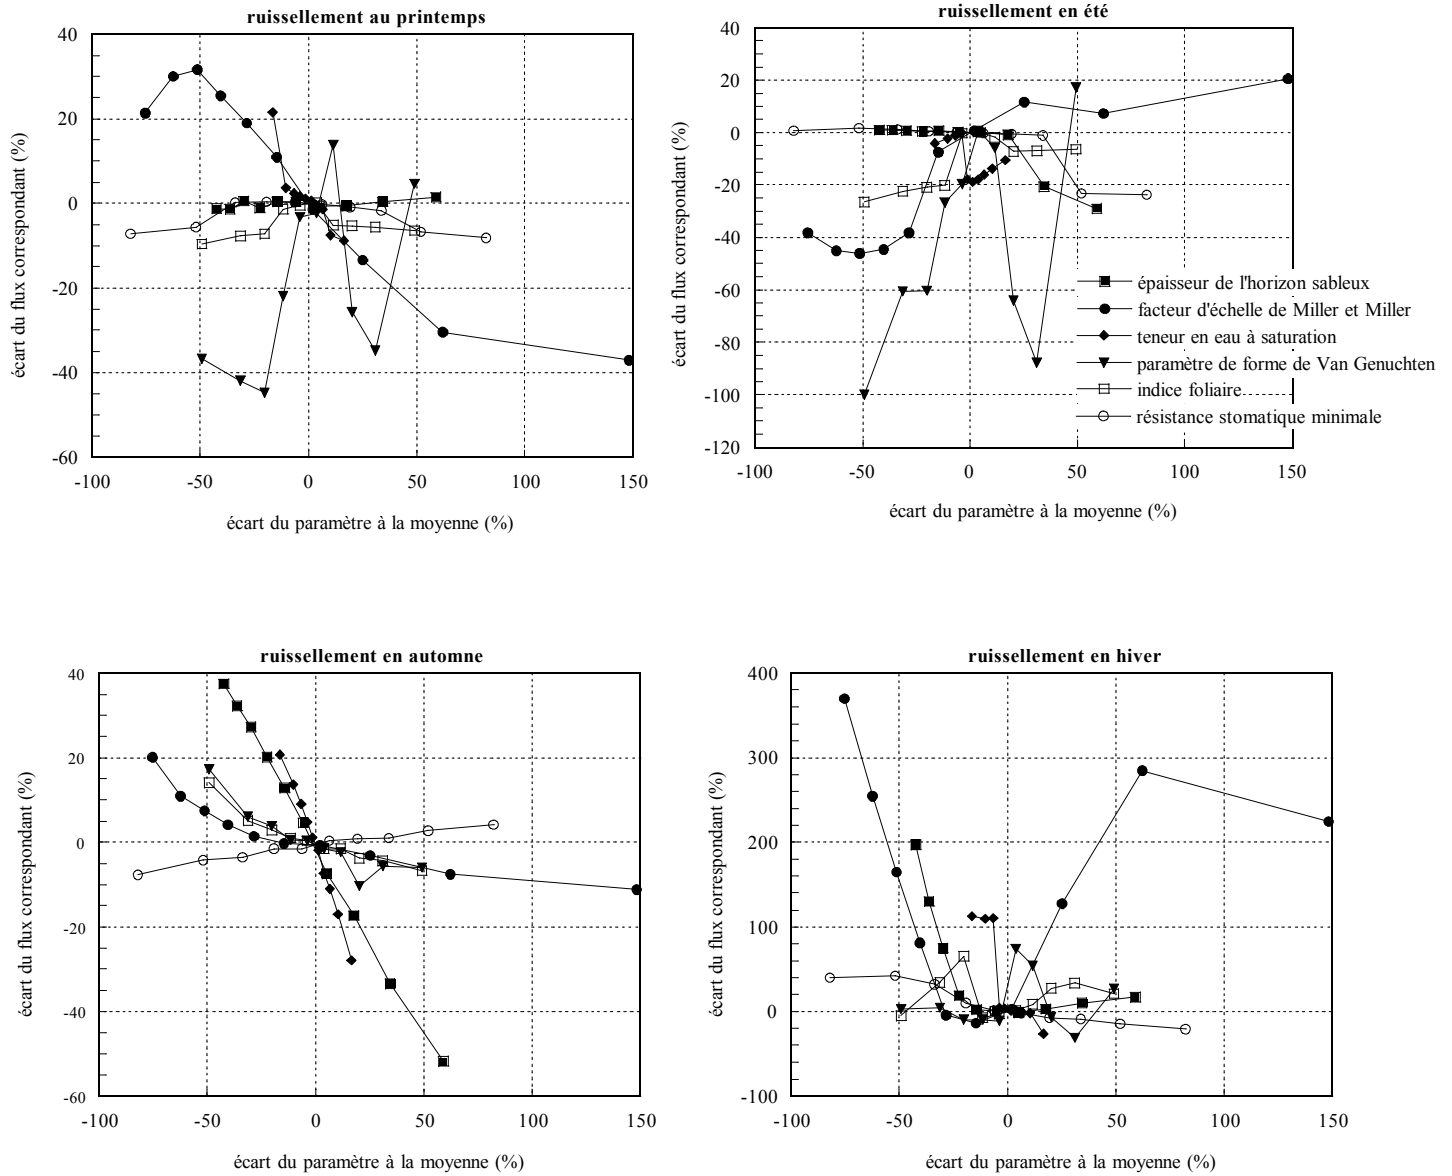 ruissellement au printemps
40
20
0
-20
-40
-60
-100
-50
0
50
100
150
écart du flux correspondant (%)
écart du paramètre à la moyenne (%)
ruissellement en été
40
20
0
-20
-40
-60
-80
-100
-120
-100
-50
0
50
100
150
écart du flux correspondant (%)
écart du paramètre à la moyenne (%)
épaisseur de l'horizon sableux
facteur d'échelle de Miller et Miller
teneur en eau à saturation
paramètre de forme de Van Genuchten
indice foliaire
résistance stomatique minimale
ruissellement en automne
40
20
0
-20
-40
-60
-100
-50
0
50
100
150
écart du flux correspondant (%)
écart du paramètre à la moyenne (%)
ruissellement en hiver
400
300
200
100
0
-100
-100
-50
0
50
100
150
écart du flux correspondant (%)
écart du paramètre à la moyenne (%)